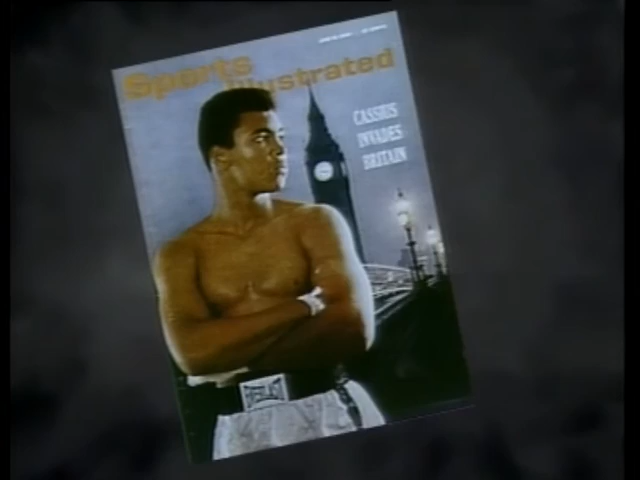 Sports
Illustrated
CASSIUS
INVADES
BRITAIN
EVERLAST